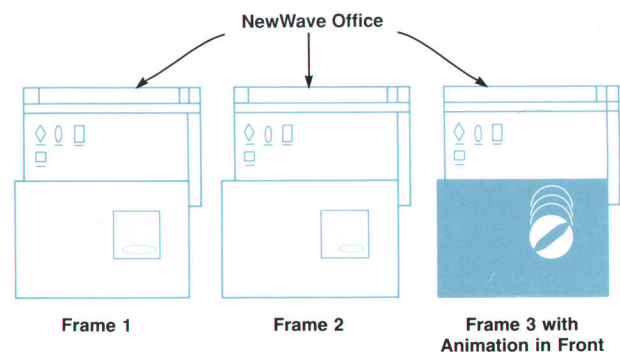 NewWave Office
Frame 1
Frame 2
Frame 3 with
Animation in Front